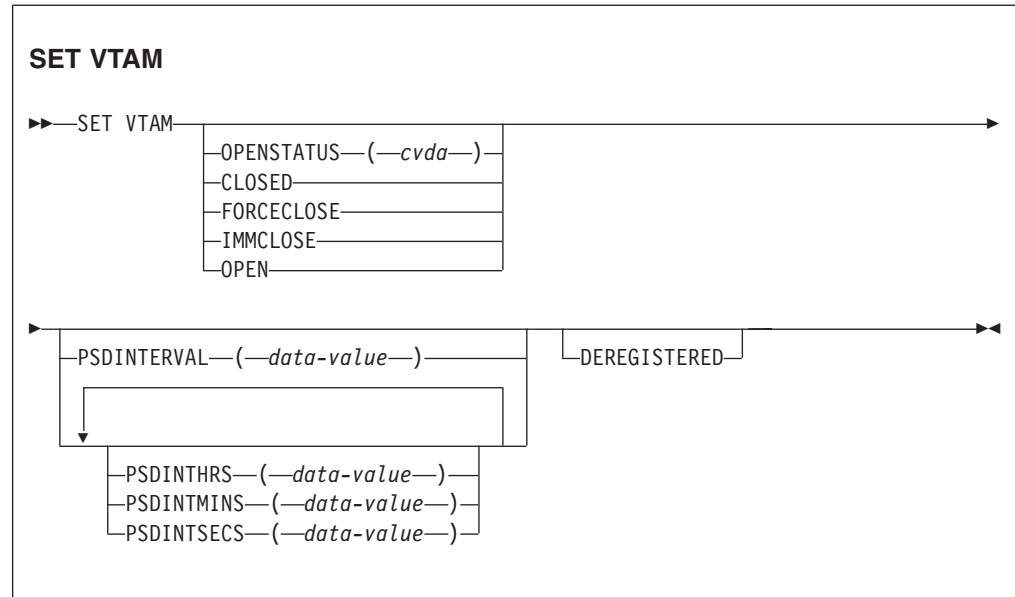 SET VTAM
SET VTAM
OPENSTATUS ( cvda )
CLOSED
FORCECLOSE
IMMCLOSE
OPEN
PSDINTERVAL ( data-value ) DEREGISTERED
PSDINTHRS ( data-value )
PSDINTMINS ( data-value )
PSDINTSECS ( data-value )